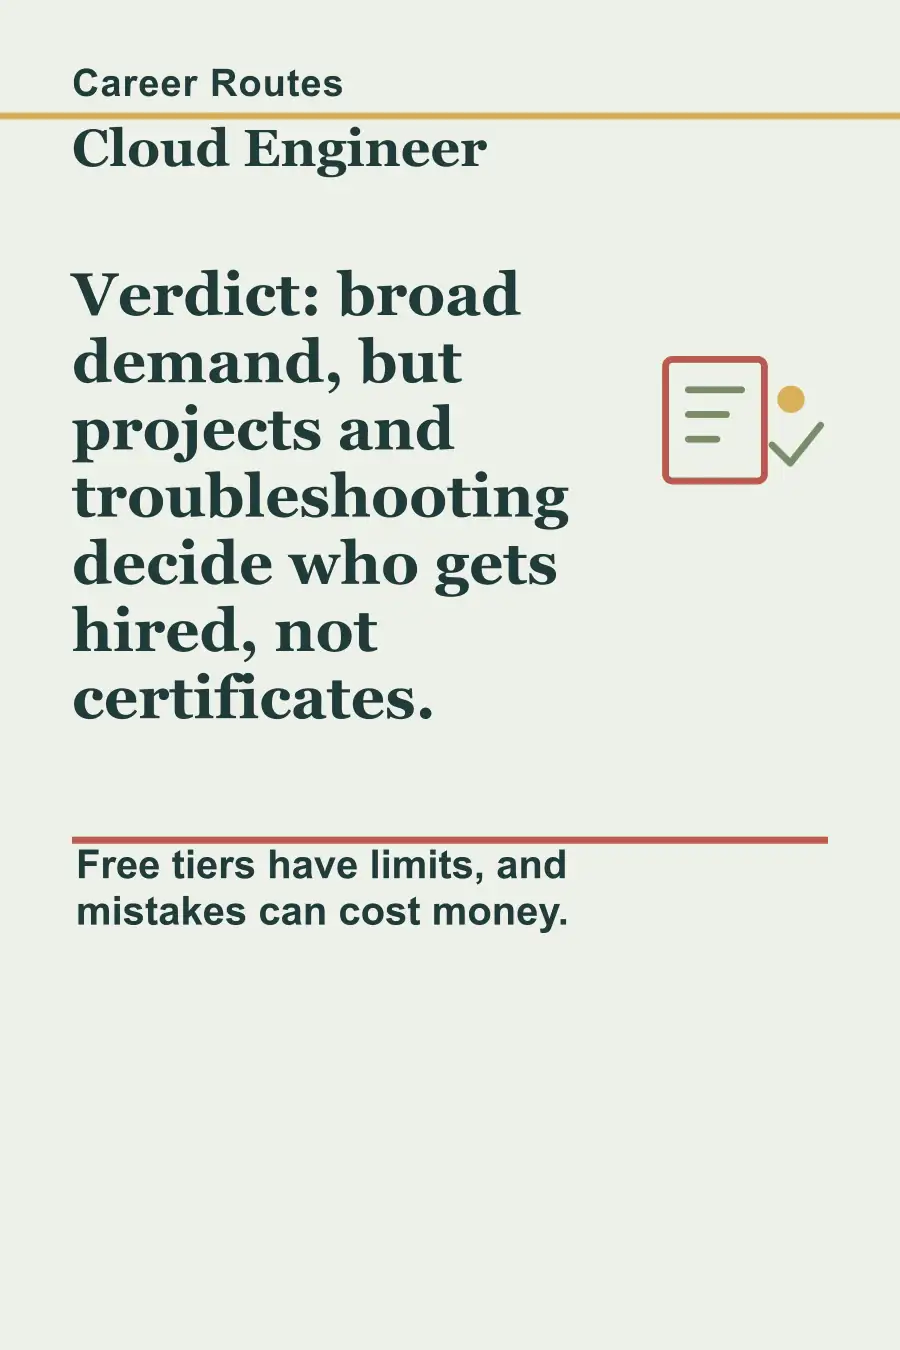 Career Routes
Cloud Engineer
Verdict: broad
demand, but
projects and
troubleshooting
decide who gets
hired, not
certificates.
Free tiers have limits, and
mistakes can cost money.